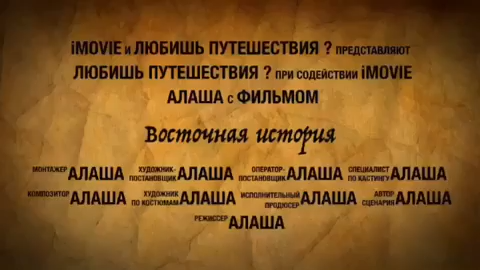 iMOVIE и ЛЮБИШЬ ПУТЕШЕСТВИЯ ? ПРЕДСТАВЛЯЮТ
ЛЮБИШЬ ПУТЕШЕСТВИЯ ? ПРИ СОДЕЙСТВИИ iMOVIE
АЛАША с ФИЛЬМОМ
Восточная история
МОНТАЖЕР АЛАША ХУДОЖНИК-ПОСТАНОВЩИК АЛАША ОПЕРАТОР-ПОСТАНОВЩИК АЛАША СПЕЦИАЛИСТ ПО КАСТИНГУ АЛАША
КОМПОЗИТОР АЛАША ХУДОЖНИК ПО КОСТЮМАМ АЛАША ИСПОЛНИТЕЛЬНЫЙ ПРОДЮСЕР АЛАША АВТОР СЦЕНАРИЯ АЛАША
РЕЖИССЕР АЛАША